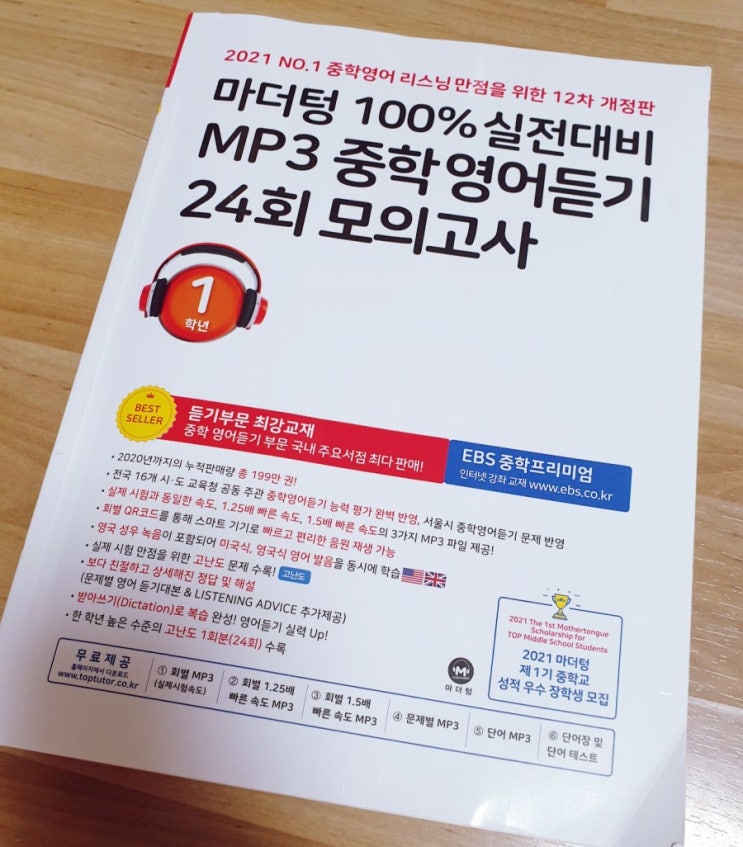 2021 NO.1 중학영어 리스닝 만점을 위한 12차 개정판
마더텅 100% 실전대비
MP3 중학영어듣기
24회 모의고사
1
학년
BEST
SELLER
듣기부문 최강교재
중학 영어듣기 부문 국내 주요서점 최다 판매!
EBS 중학프리미엄
인터넷 강좌 교재 www.ebs.co.kr
• 2020년까지의 누적판매량 총 199만 권!
• 전국 16개 시·도 교육청 공동 주관 중학영어듣기 능력 평가 완벽 반영, 서울시 중학영어듣기 문제 반영
• 실제 시험과 동일한 속도, 1.25배 빠른 속도, 1.5배 빠른 속도의 3가지 MP3 파일 제공!
• 회별 QR코드를 통해 스마트 기기로 빠르고 편리한 음원 재생 가능
• 영국 성우 녹음이 포함되어 미국식, 영국식 영어 발음을 동시에 학습
• 실제 시험 만점을 위한 고난도 문제 수록! 고난도
• 보다 친절하고 상세해진 정답 및 해설
(문제별 영어 듣기대본 & LISTENING ADVICE 추가제공)
• 받아쓰기(Dictation)로 복습 완성! 영어듣기 실력 Up!
• 한 학년 높은 수준의 고난도 1회분(24회) 수록
2021 The 1st Mothertongue
Scholarship for
TOP Middle School Students
2021 마더텅
제 1기 중학교
성적 우수 장학생 모집
M
마더텅
무료제공
홈페이지에서 다운로드
www.toptutor.co.kr
① 회별 MP3
(실제시험속도)
② 회별 1.25배
빠른 속도 MP3
③ 회별 1.5배
빠른 속도 MP3
④ 문제별 MP3
⑤ 단어 MP3
⑥ 단어장 및
단어 테스트